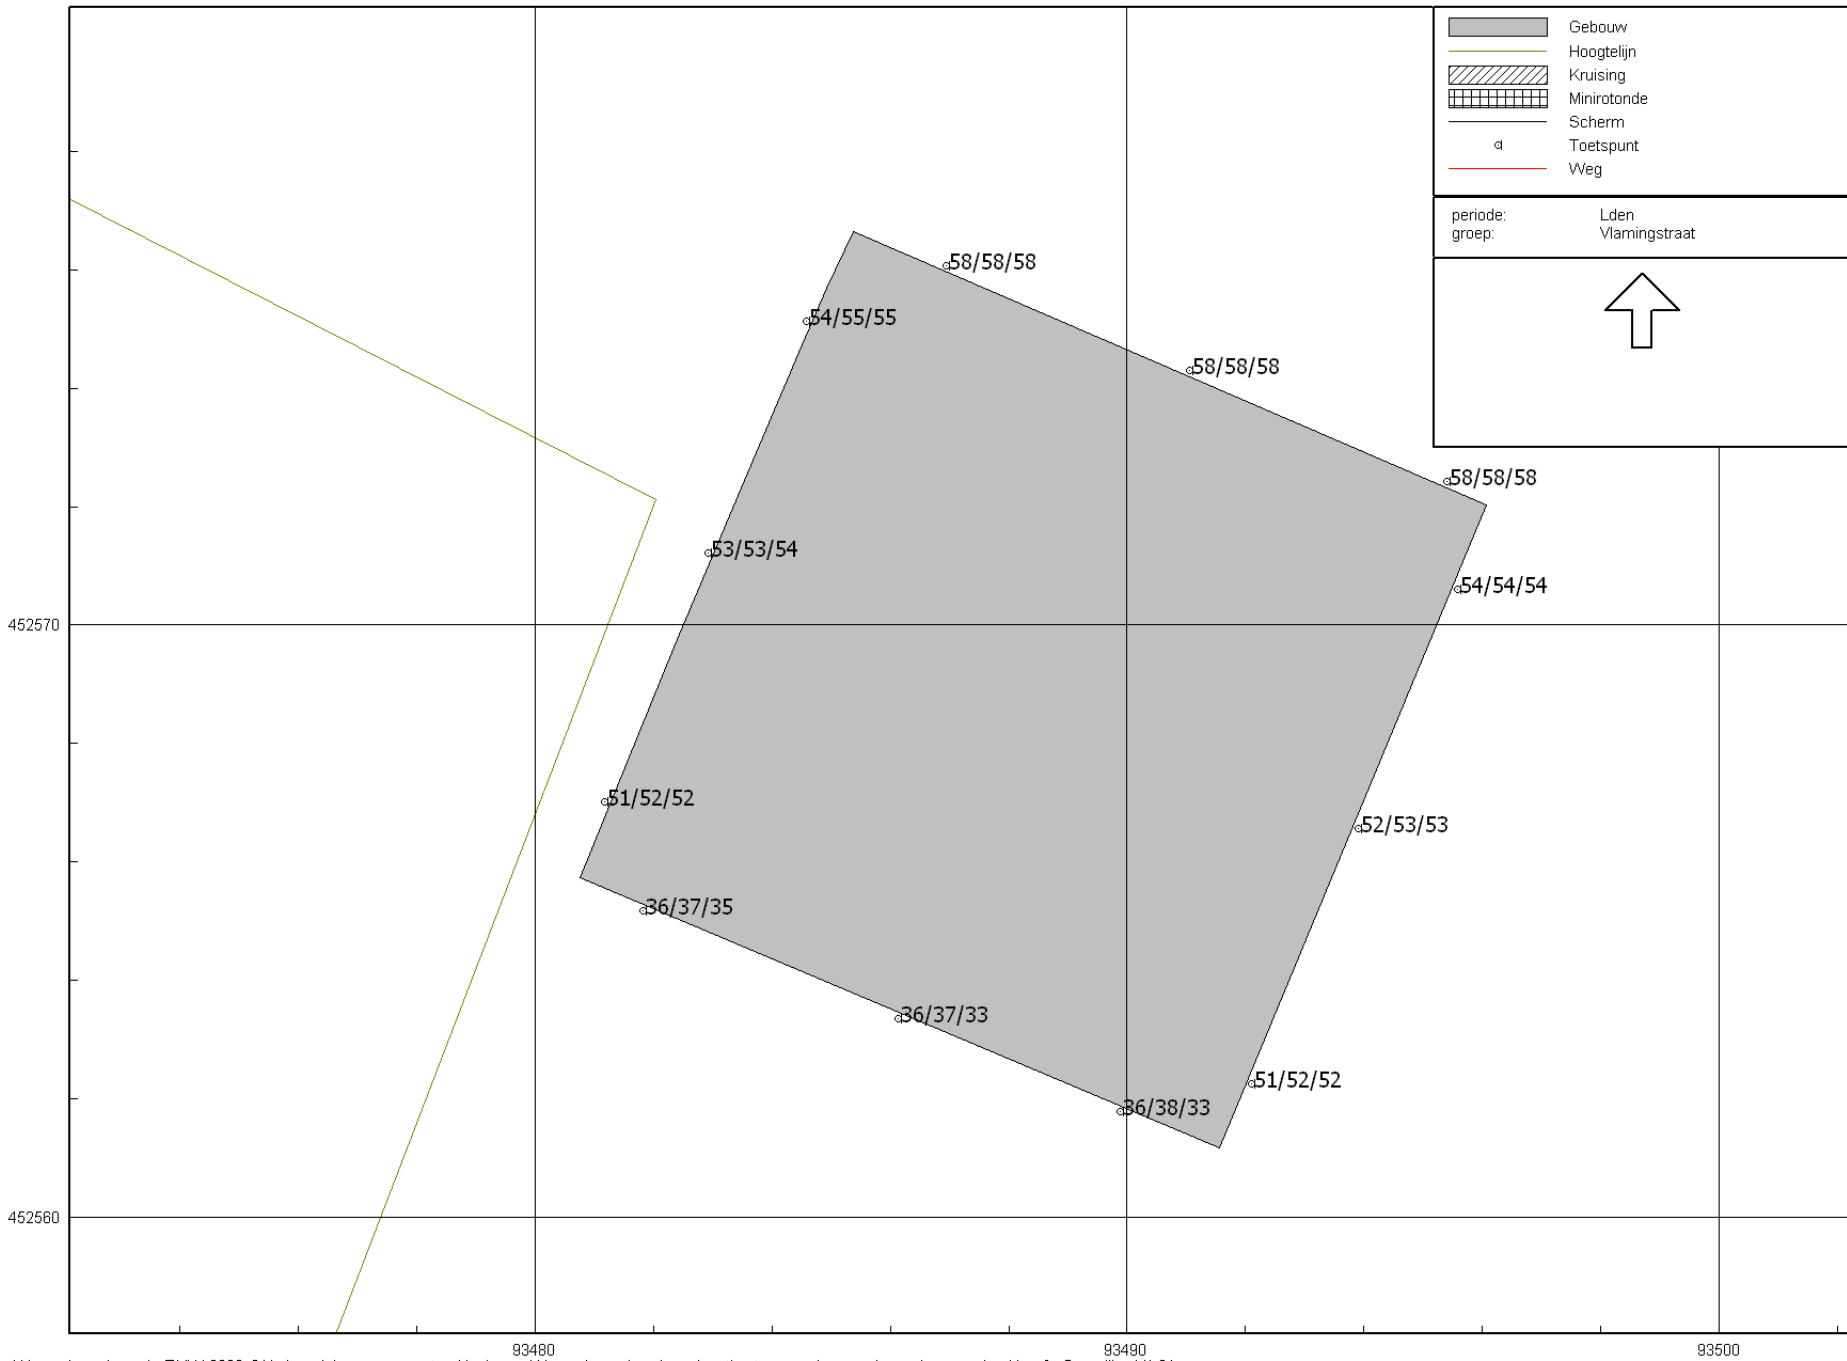 Gebouw
Hoogtelijn
Kruising
Minirotonde
Scherm
Toetspunt
Weg
periode: Lden
groep: Vlamingstraat
58/58/58
54/55/55
58/58/58
58/58/58
53/53/54
54/54/54
452570
51/52/52
52/53/53
36/37/35
36/37/33
51/52/52
36/38/33
452560
93480 93490 93500